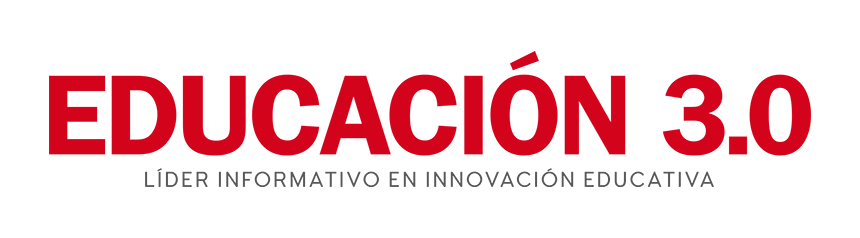 EDUCACIÓN 3.0
LÍDER INFORMATIVO EN INNOVACIÓN EDUCATIVA